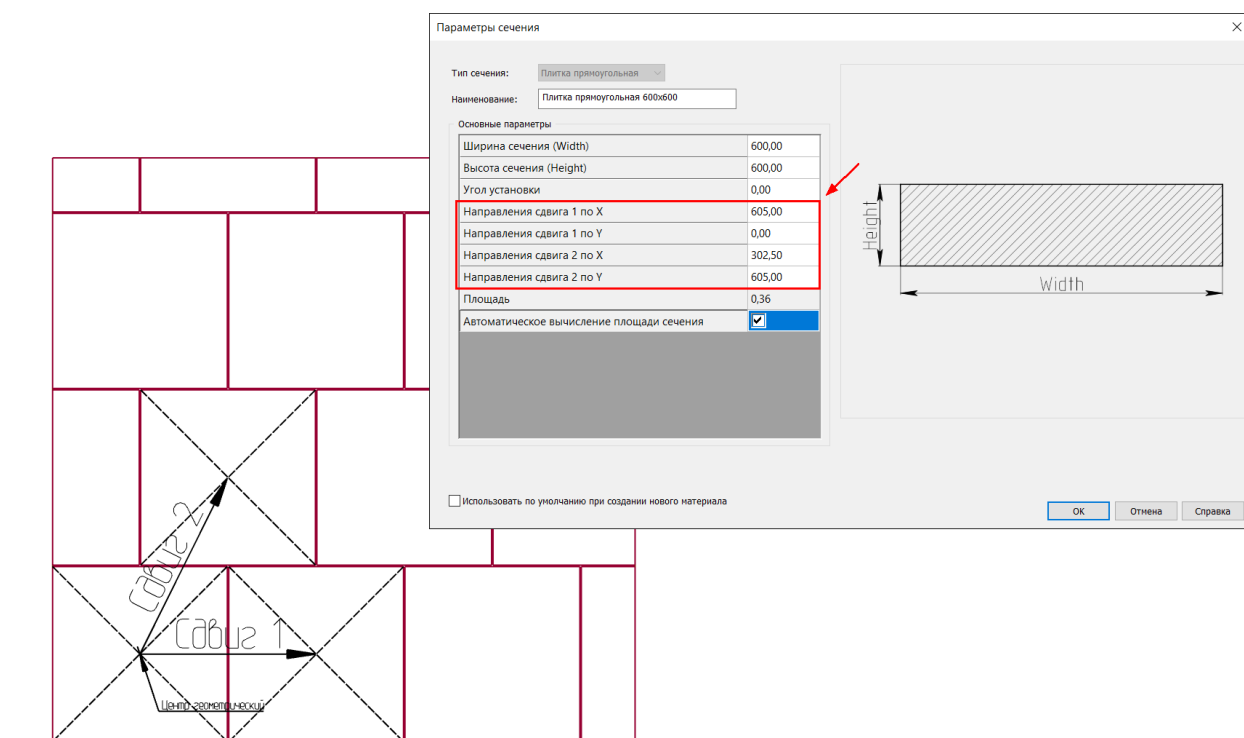 Параметры сечения
Тип сечения: Плитка прямоугольная
Наименование: Плитка прямоугольная 600x600
Основные параметры
Ширина сечения (Width) 600,00
Высота сечения (Height) 600,00
Угол установки 0,00
Направления сдвига 1 по X 605,00
Направления сдвига 1 по Y 0,00
Направления сдвига 2 по X 302,50
Направления сдвига 2 по Y 605,00
Площадь 0,36
Автоматическое вычисление площади сечения
Height
Width
Использовать по умолчанию при создании нового материала
ОК Отмена Справка
Сдвиг 2
Сдвиг 1
Центр геометрический